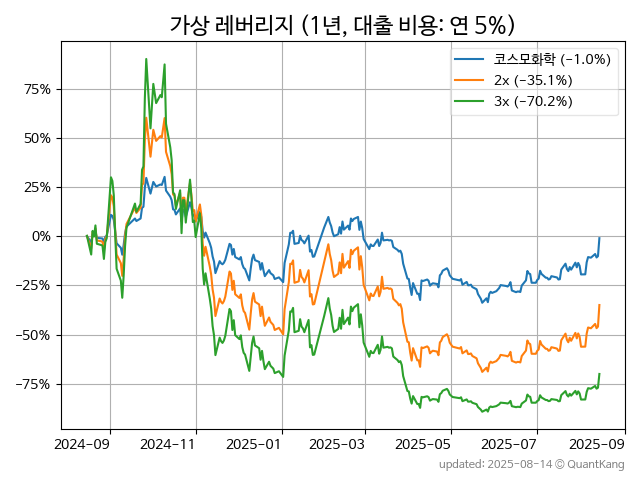 가상 레버리지 (1년, 대출 비용: 연 5%)
코스모화학 (−1.0%)
2x (−35.1%)
3x (−70.2%)
75%
50%
25%
0%
−25%
−50%
−75%
2024-09 2024-11 2025-01 2025-03 2025-05 2025-07 2025-09
updated: 2025-08-14 © QuantKang